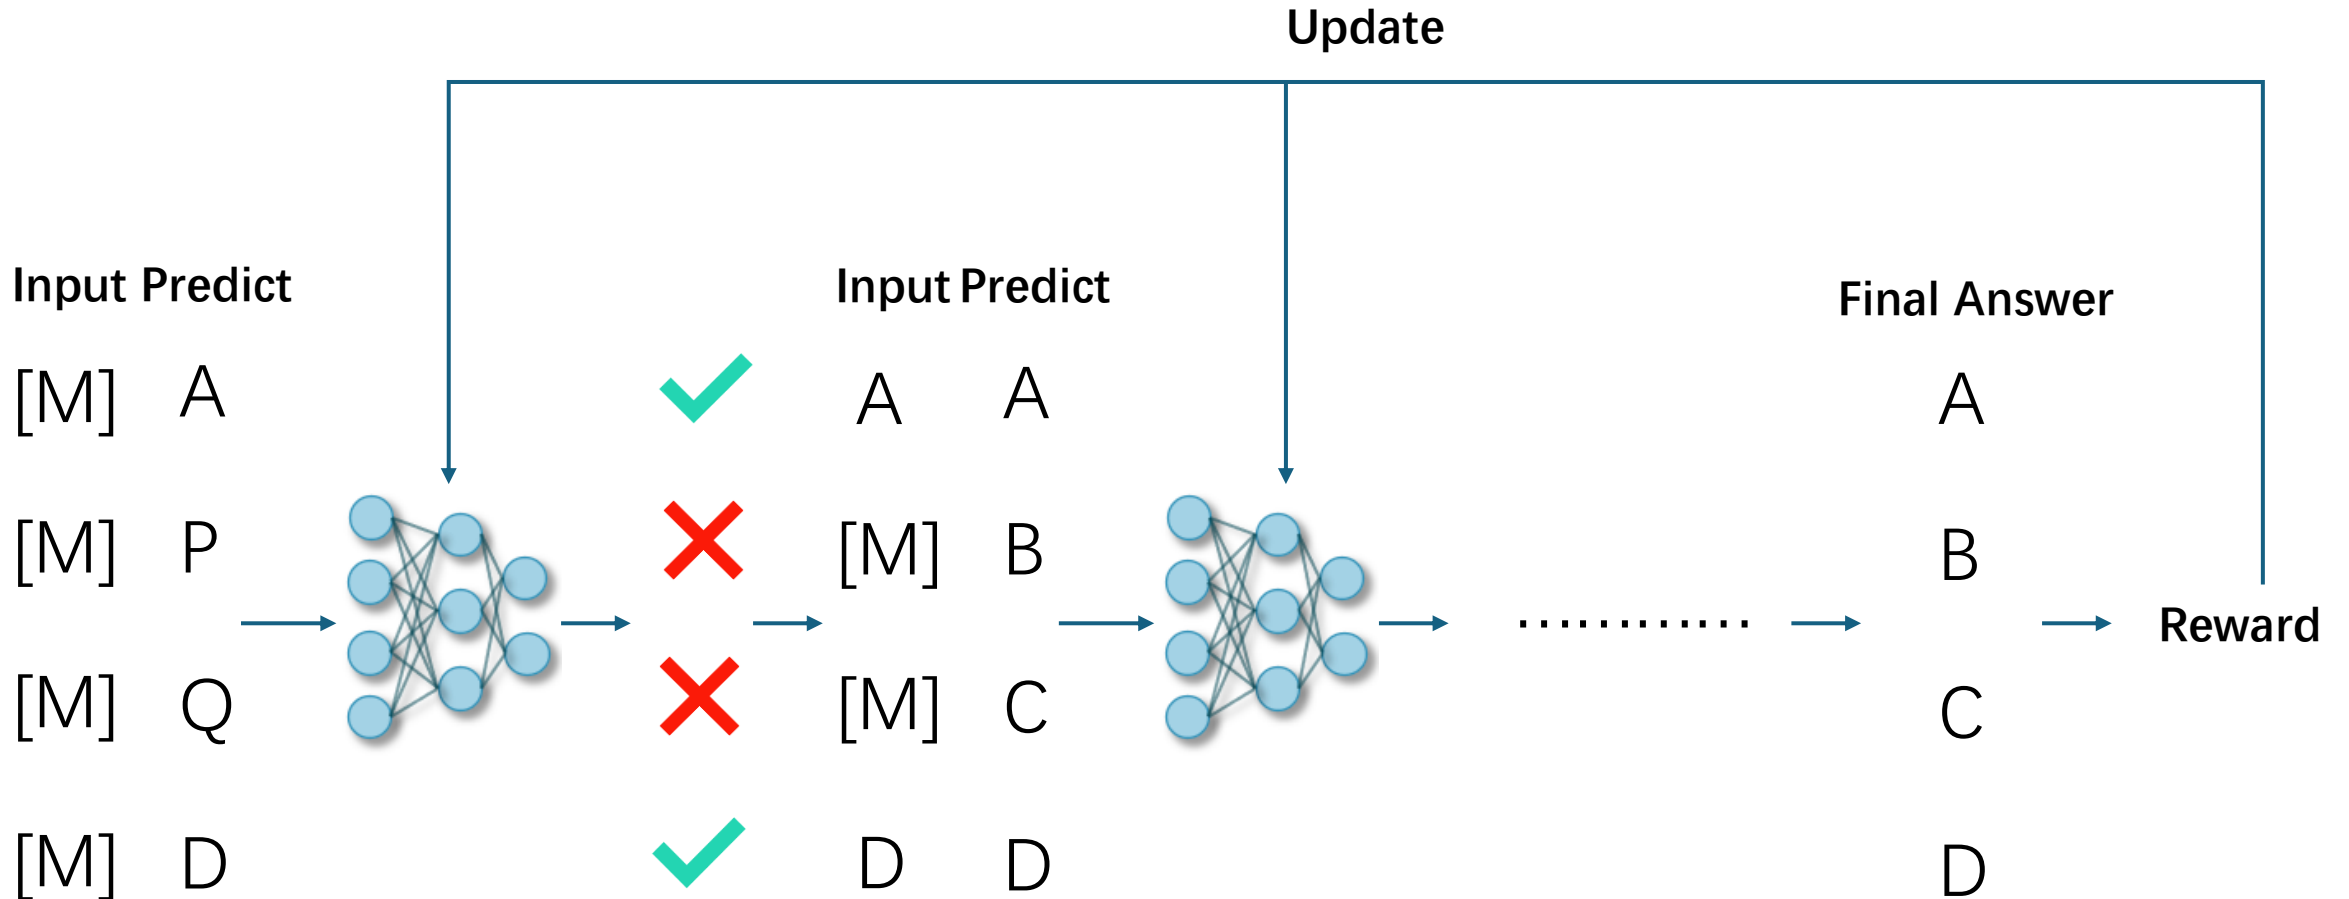 Update
Input Predict Input Predict Final Answer
[M] A A A A
[M] P [M] B B
Reward
[M] Q [M] C C
[M] D D D D